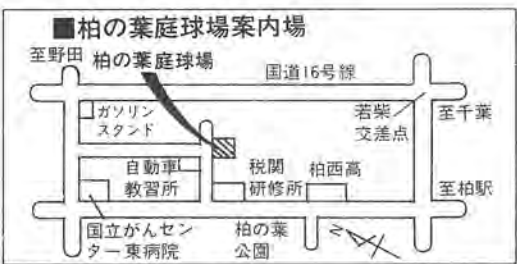 ■柏の葉庭球場案内場
至野田
柏の葉庭球場
国道16号線
ガソリン
スタンド
若柴
交差点
至千葉
自動車
教習所
税関
研修所
柏西高
至柏駅
国立がんセン
ター東病院
柏の葉
公園
N